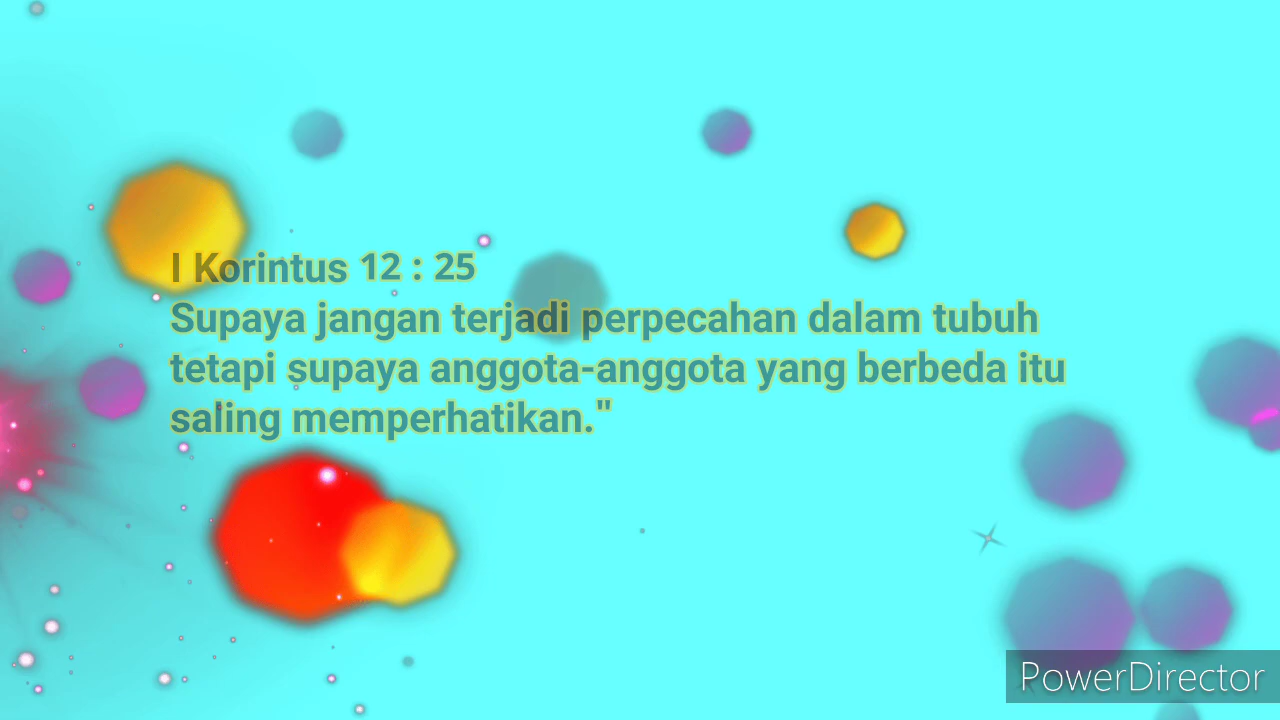 I Korintus 12 : 25
Supaya jangan terjadi perpecahan dalam tubuh
tetapi supaya anggota-anggota yang berbeda itu
saling memperhatikan."
PowerDirector